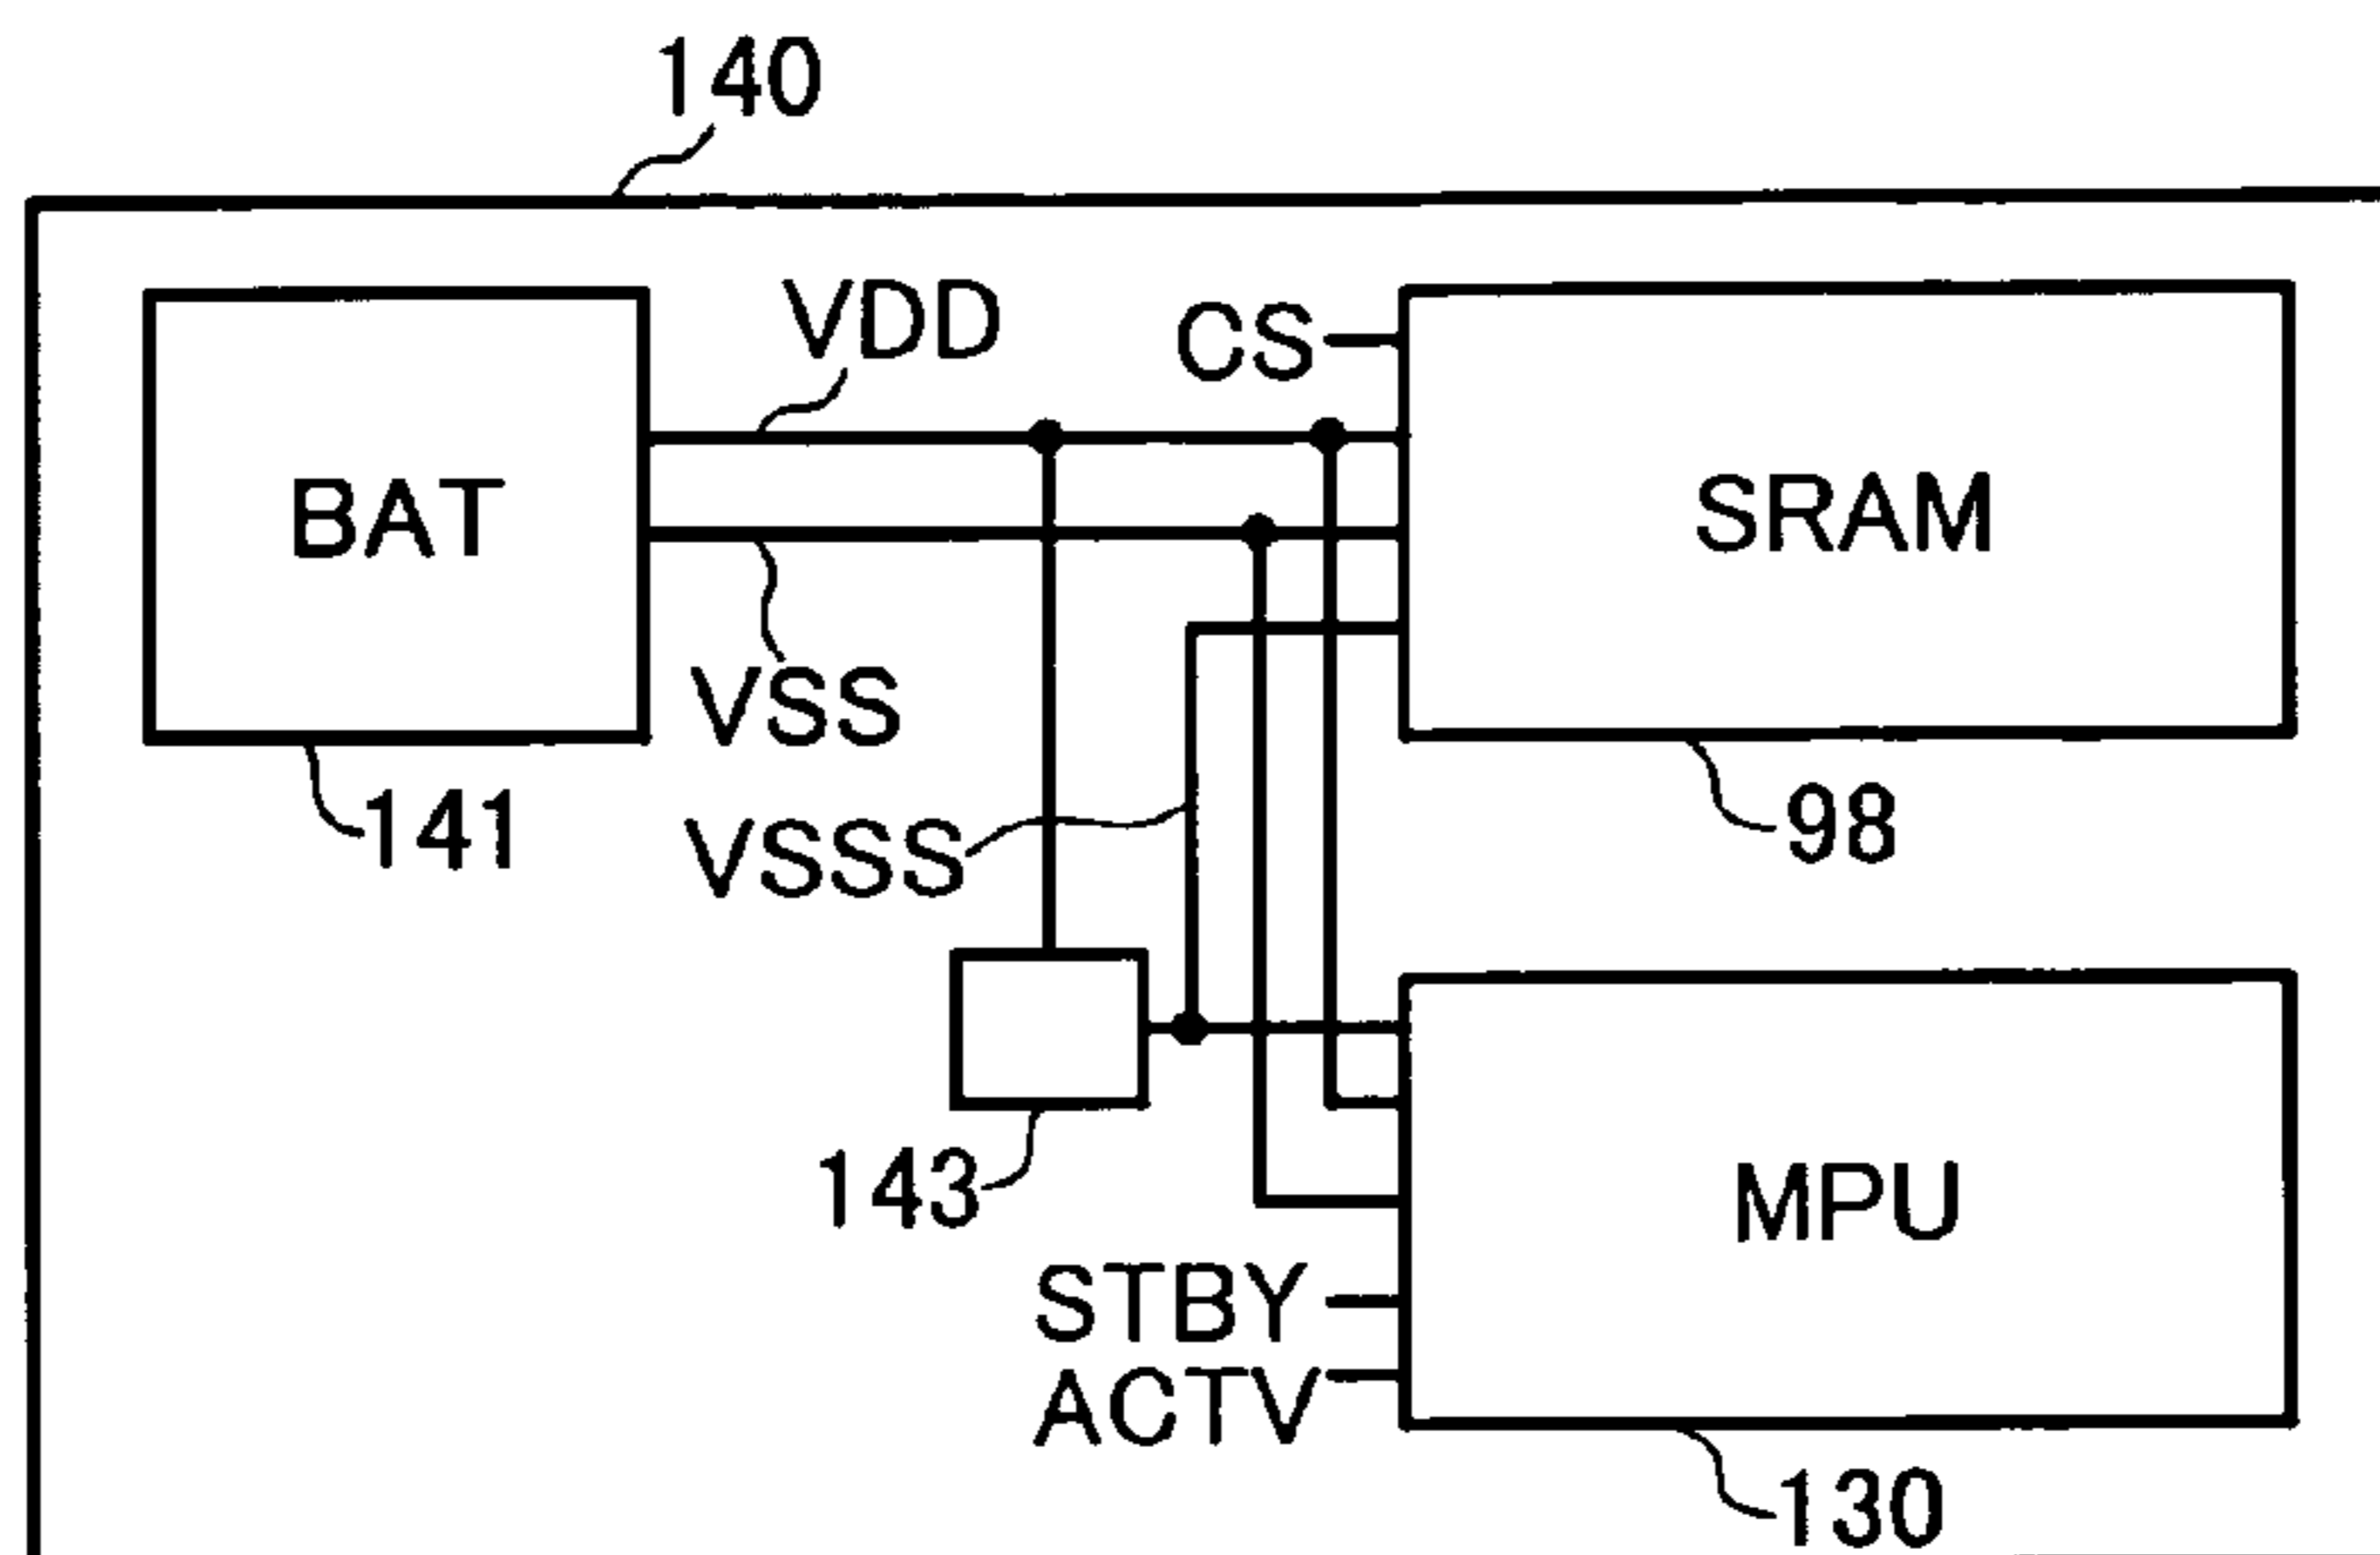 140
VDD
CS
BAT
SRAM
VSS
141
98
VSSS
143
MPU
STBY
ACTV
130